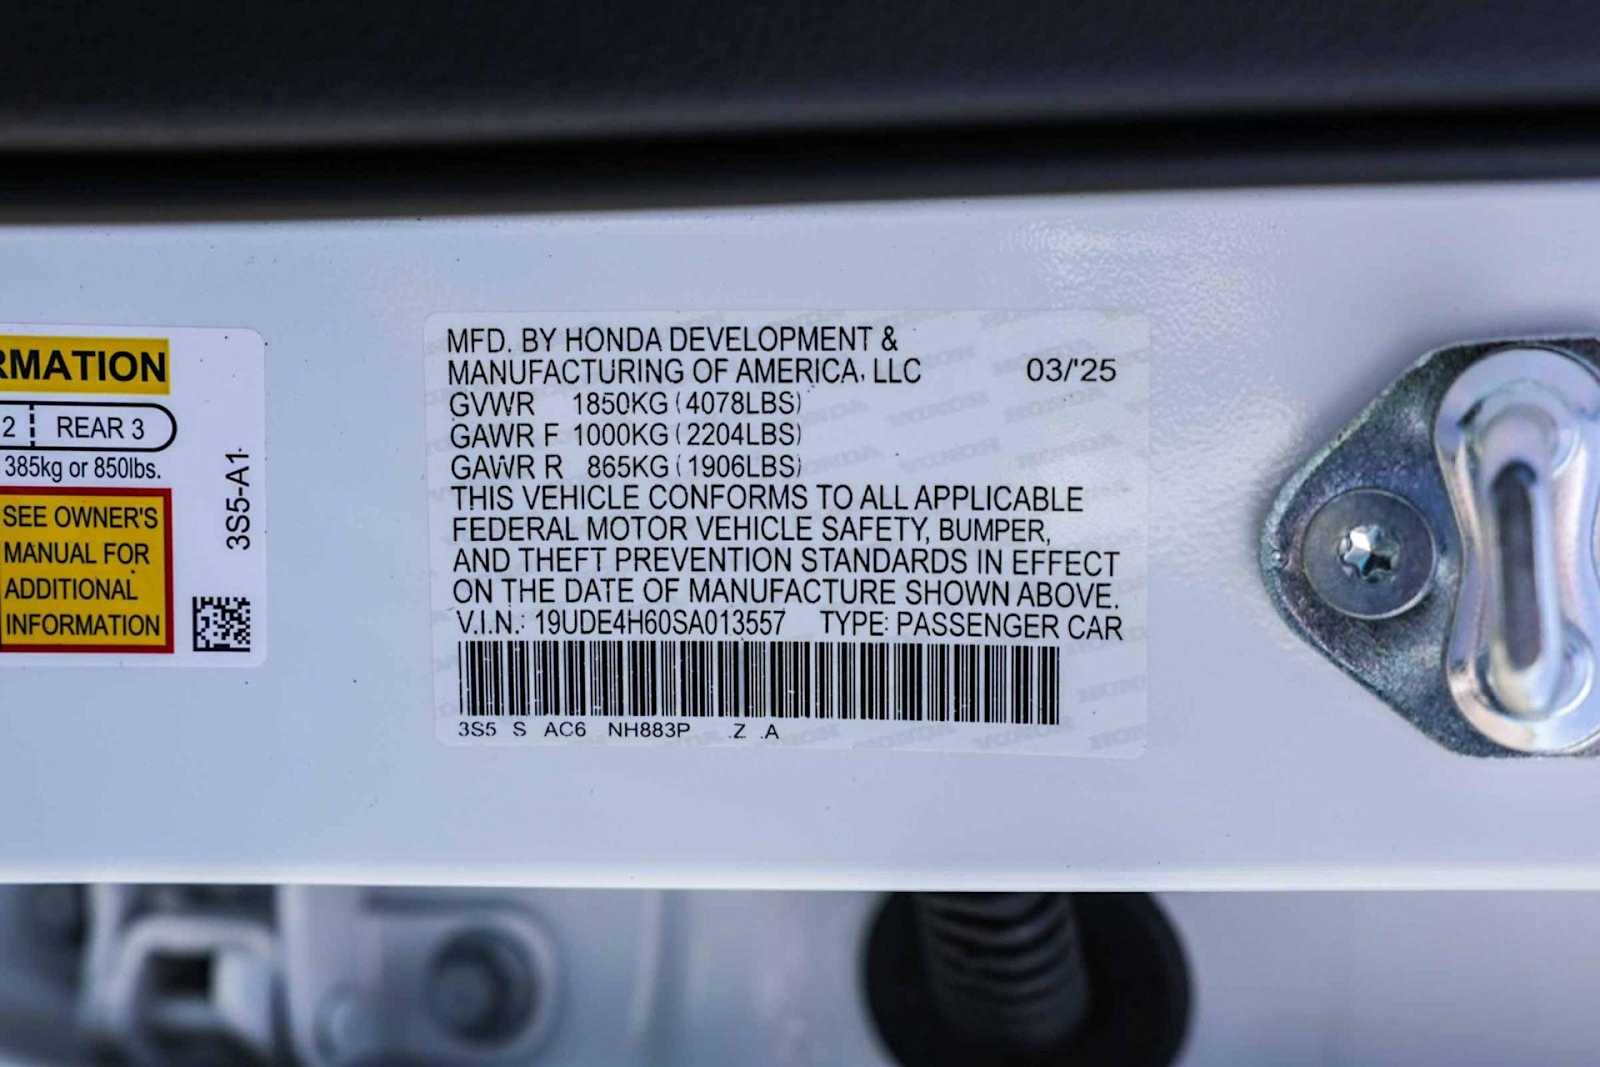 RMATION
2 REAR 3
385kg or 850lbs.
SEE OWNER'S
MANUAL FOR
ADDITIONAL
INFORMATION
3S5-A1
MFD. BY HONDA DEVELOPMENT &
MANUFACTURING OF AMERICA, LLC 03/'25
GVWR 1850KG (4078LBS)
GAWR F 1000KG (2204LBS)
GAWR R 865KG (1906LBS)
THIS VEHICLE CONFORMS TO ALL APPLICABLE
FEDERAL MOTOR VEHICLE SAFETY, BUMPER,
AND THEFT PREVENTION STANDARDS IN EFFECT
ON THE DATE OF MANUFACTURE SHOWN ABOVE.
V.I.N.: 19UDE4H60SA013557 TYPE: PASSENGER CAR
3S5 S AC6 NH883P .Z .A